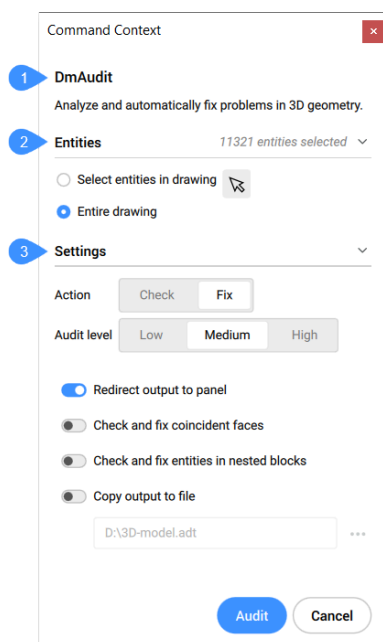 Command Context
×
1 DmAudit
Analyze and automatically fix problems in 3D geometry.
2 Entities 11321 entities selected
Select entities in drawing
Entire drawing
3 Settings
Action Check Fix
Audit level Low Medium High
Redirect output to panel
Check and fix coincident faces
Check and fix entities in nested blocks
Copy output to file
D:\3D-model.adt ...
Audit Cancel